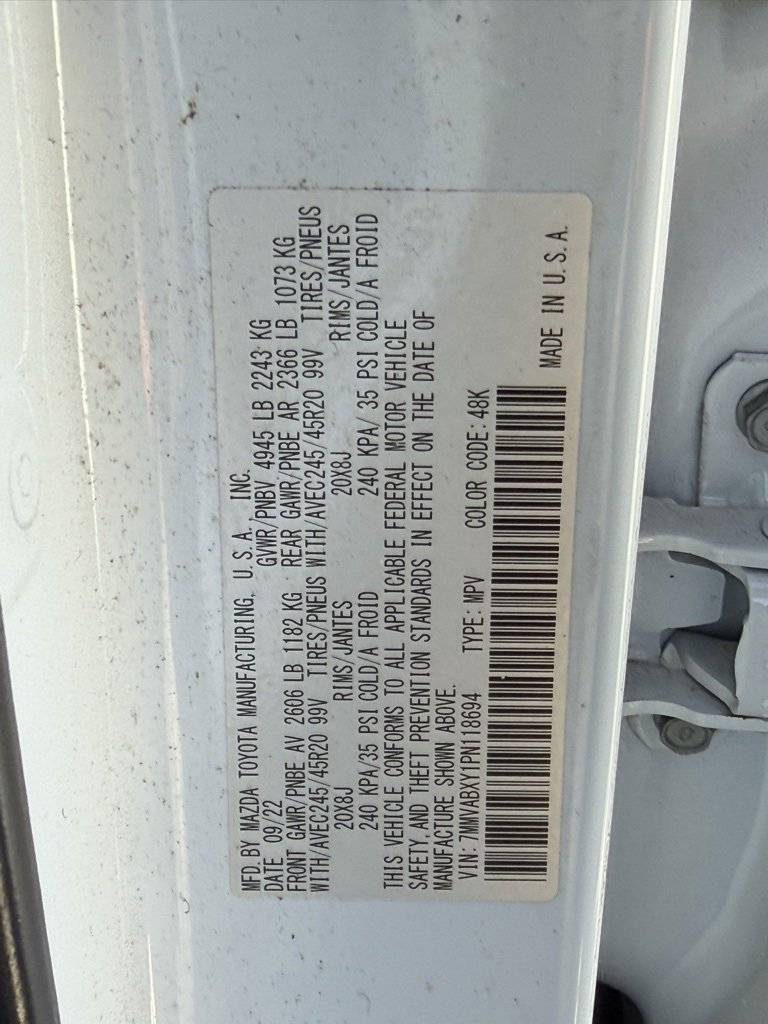 MFD. BY MAZDA TOYOTA MANUFACTURING, U.S.A., INC.
DATE 09/22 GVWR/PNBV 4945 LB 2243 KG
FRONT GAWR/PNBE AV 2606 LB 1182 KG REAR GAWR/PNBE AR 2366 LB 1073 KG
WITH/AVEC245/45R20 99V TIRES/PNEUS WITH/AVEC245/45R20 99V TIRES/PNEUS
20X8J RIMS/JANTES 20X8J RIMS/JANTES
240 KPA/35 PSI COLD/A FROID 240 KPA/ 35 PSI COLD/A FROID
THIS VEHICLE CONFORMS TO ALL APPLICABLE FEDERAL MOTOR VEHICLE
SAFETY, AND THEFT PREVENTION STANDARDS IN EFFECT ON THE DATE OF
MANUFACTURE SHOWN ABOVE.
VIN: 7MMVABXY1PN118694 TYPE: MPV COLOR CODE: 48K
MADE IN U.S.A.